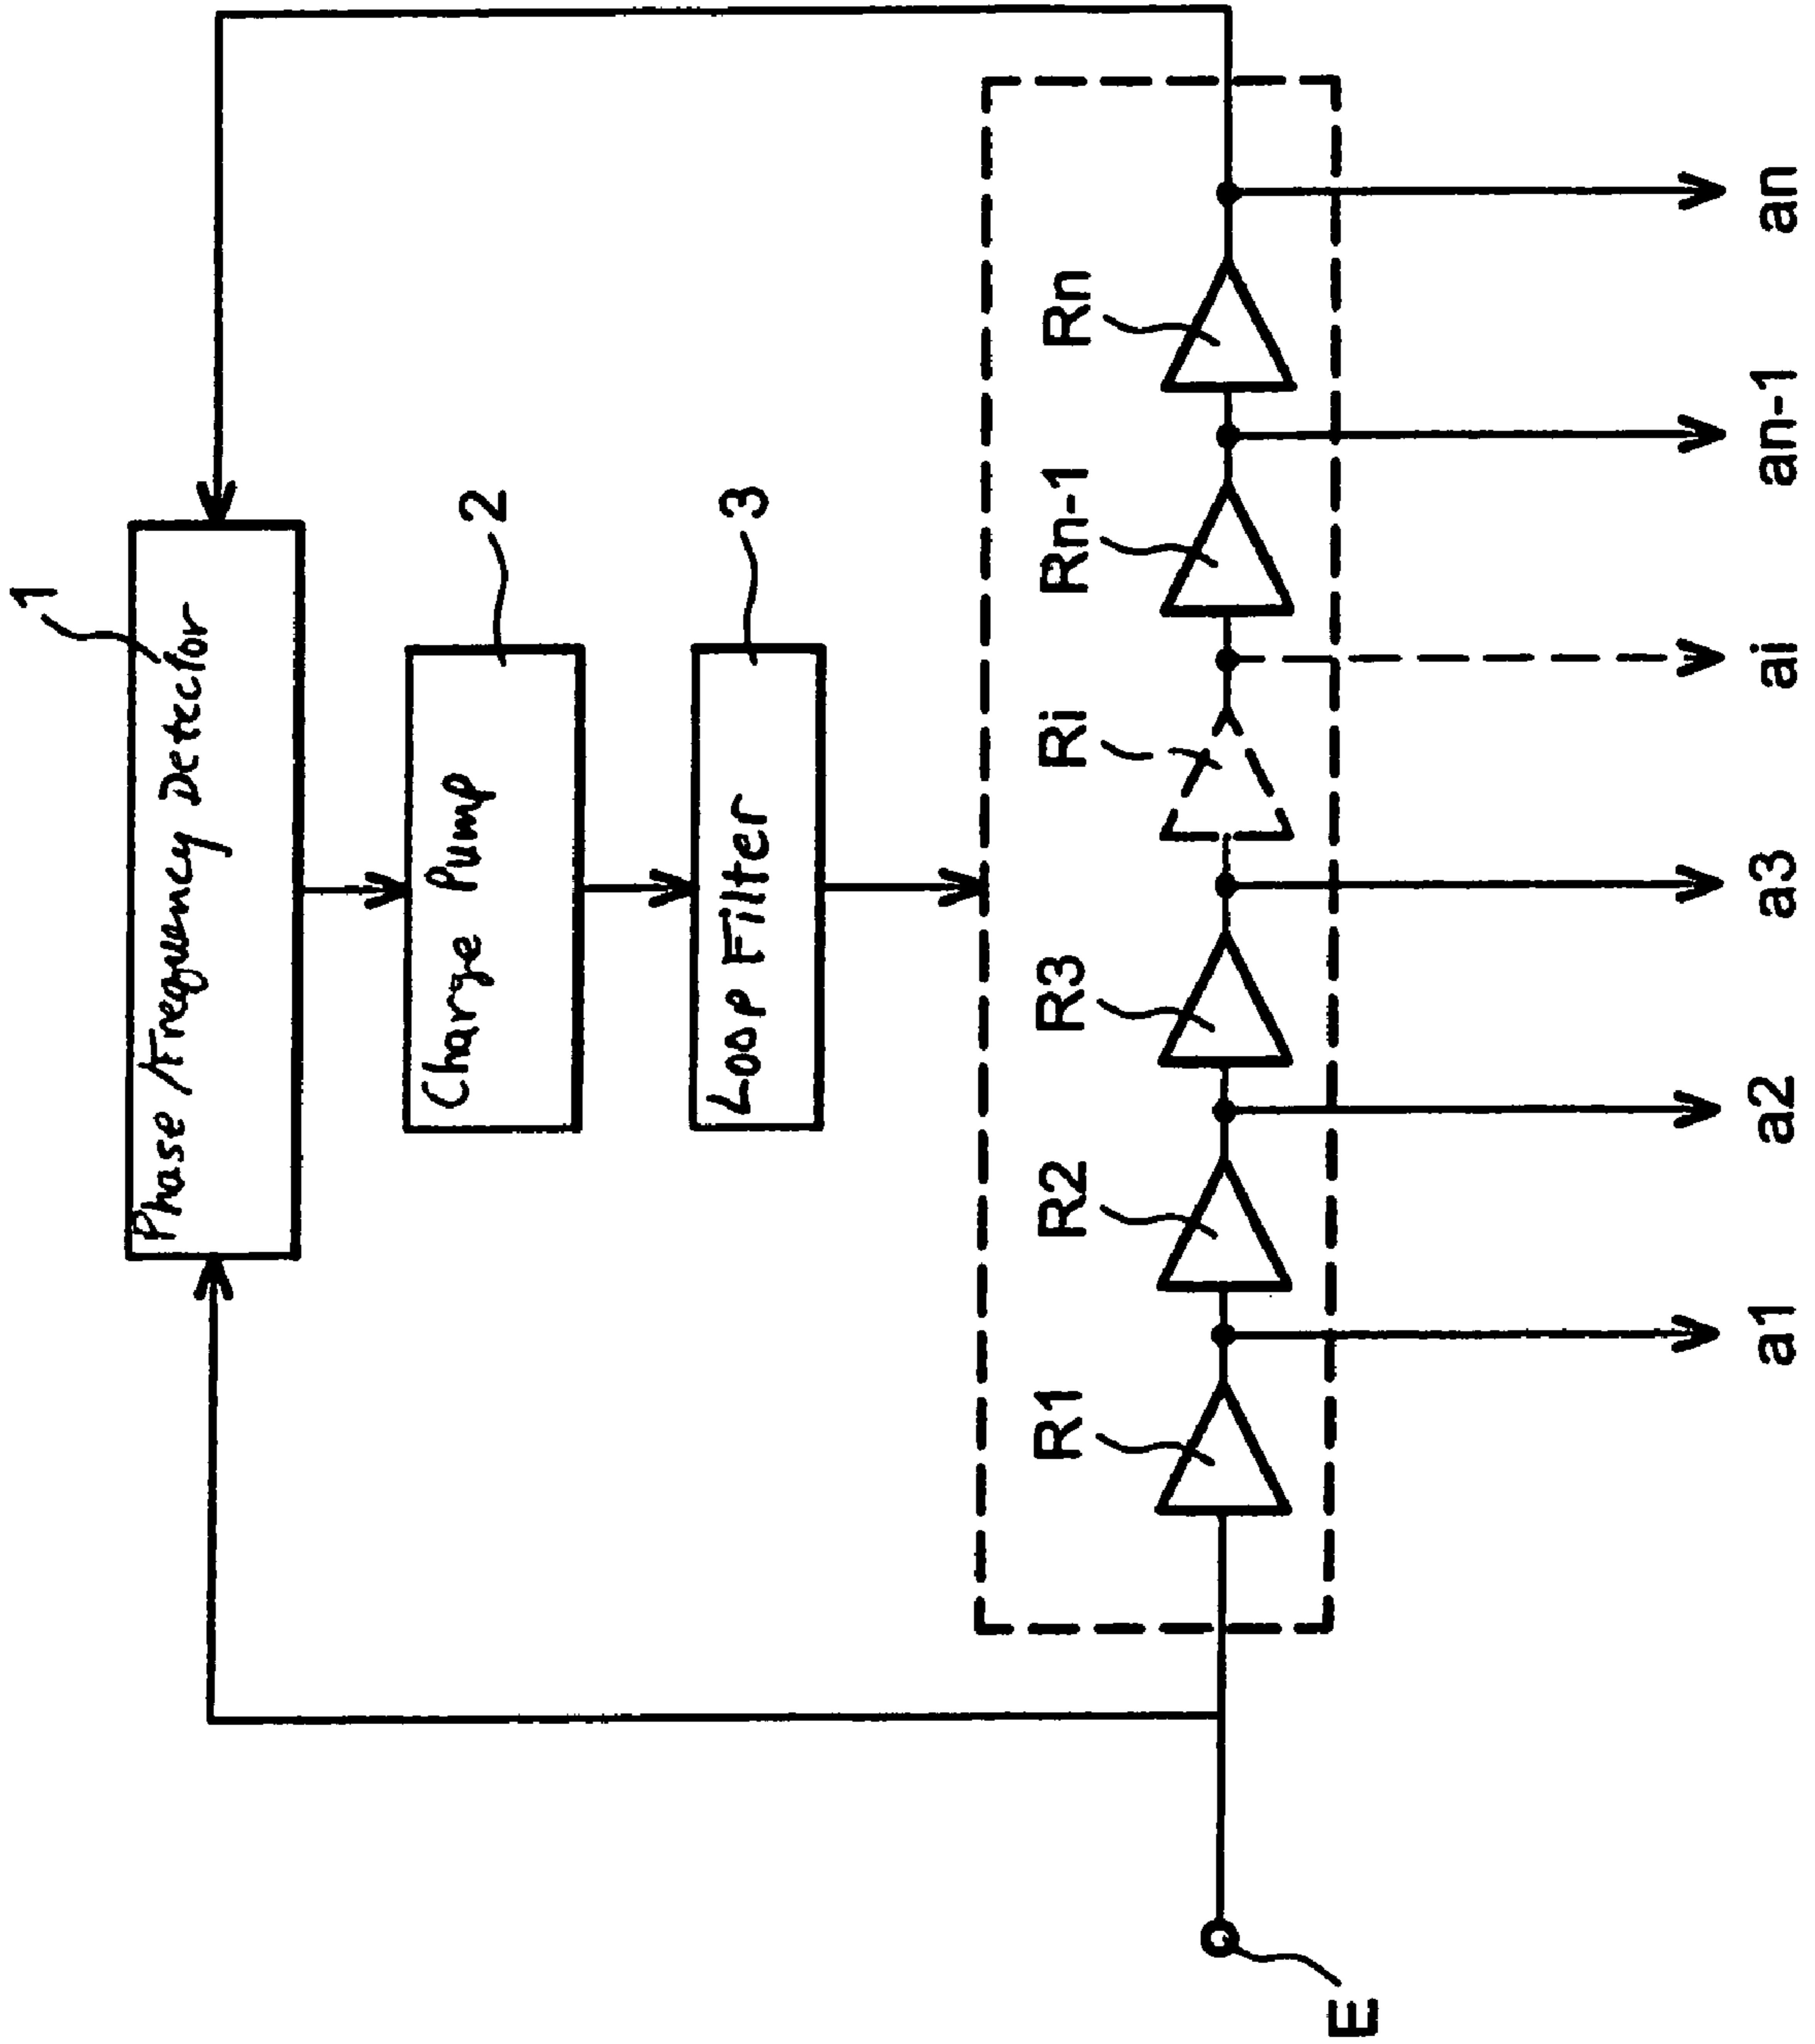 1
Phase/Frequency Detector
2
Charge Pump
3
Loop Filter
R1
R2
R3
Ri
Rn-1
Rn
E
a1
a2
a3
ai
an-1
an